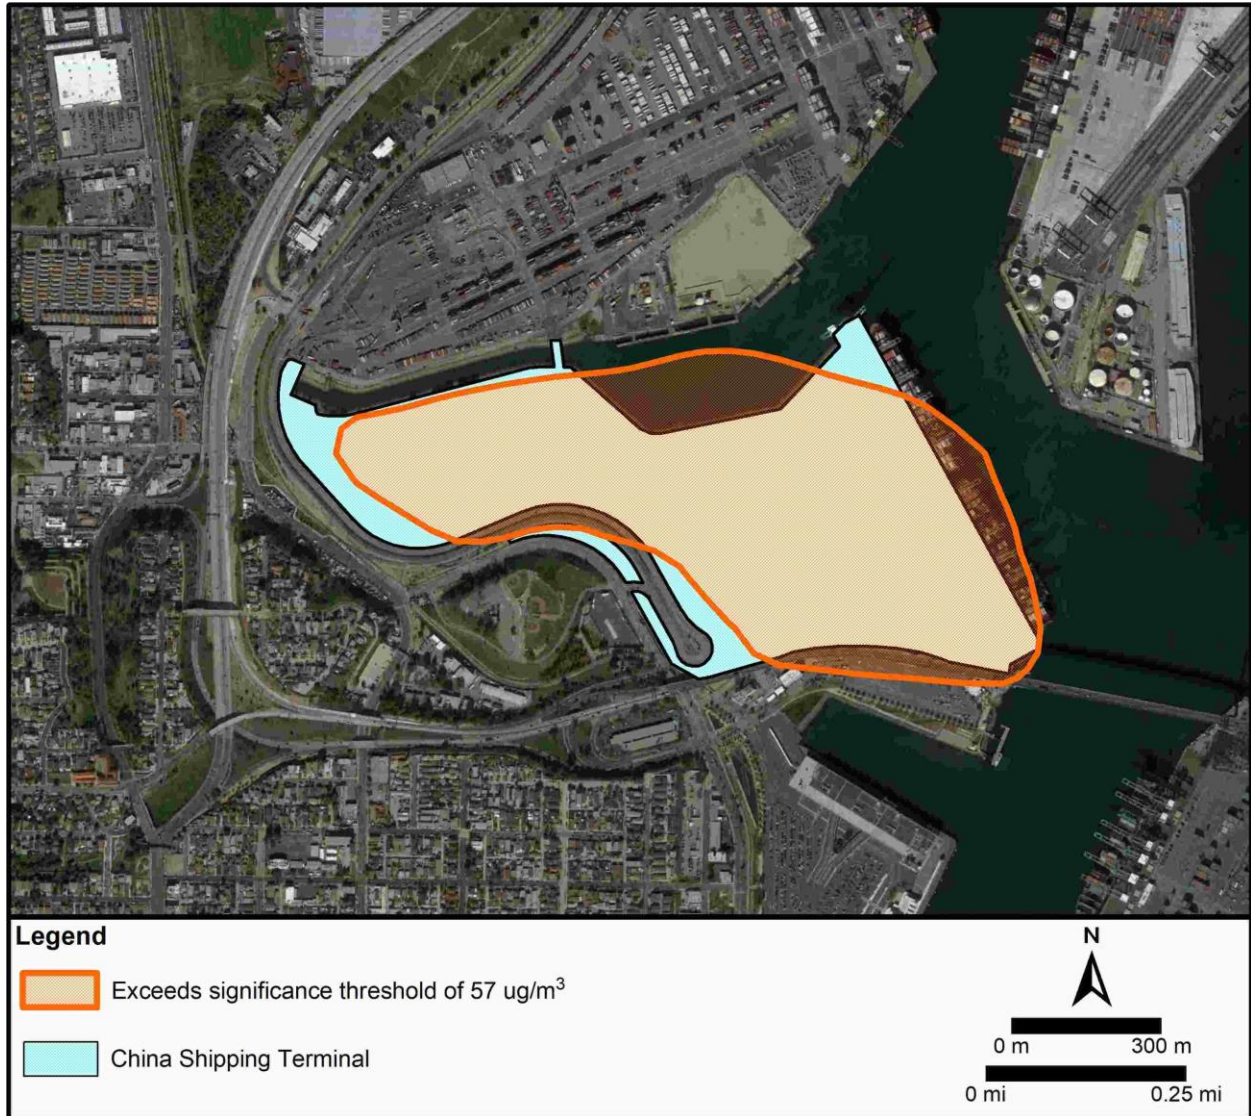 Legend
Exceeds significance threshold of 57 ug/m³
China Shipping Terminal
N
0 m 300 m
0 mi 0.25 mi